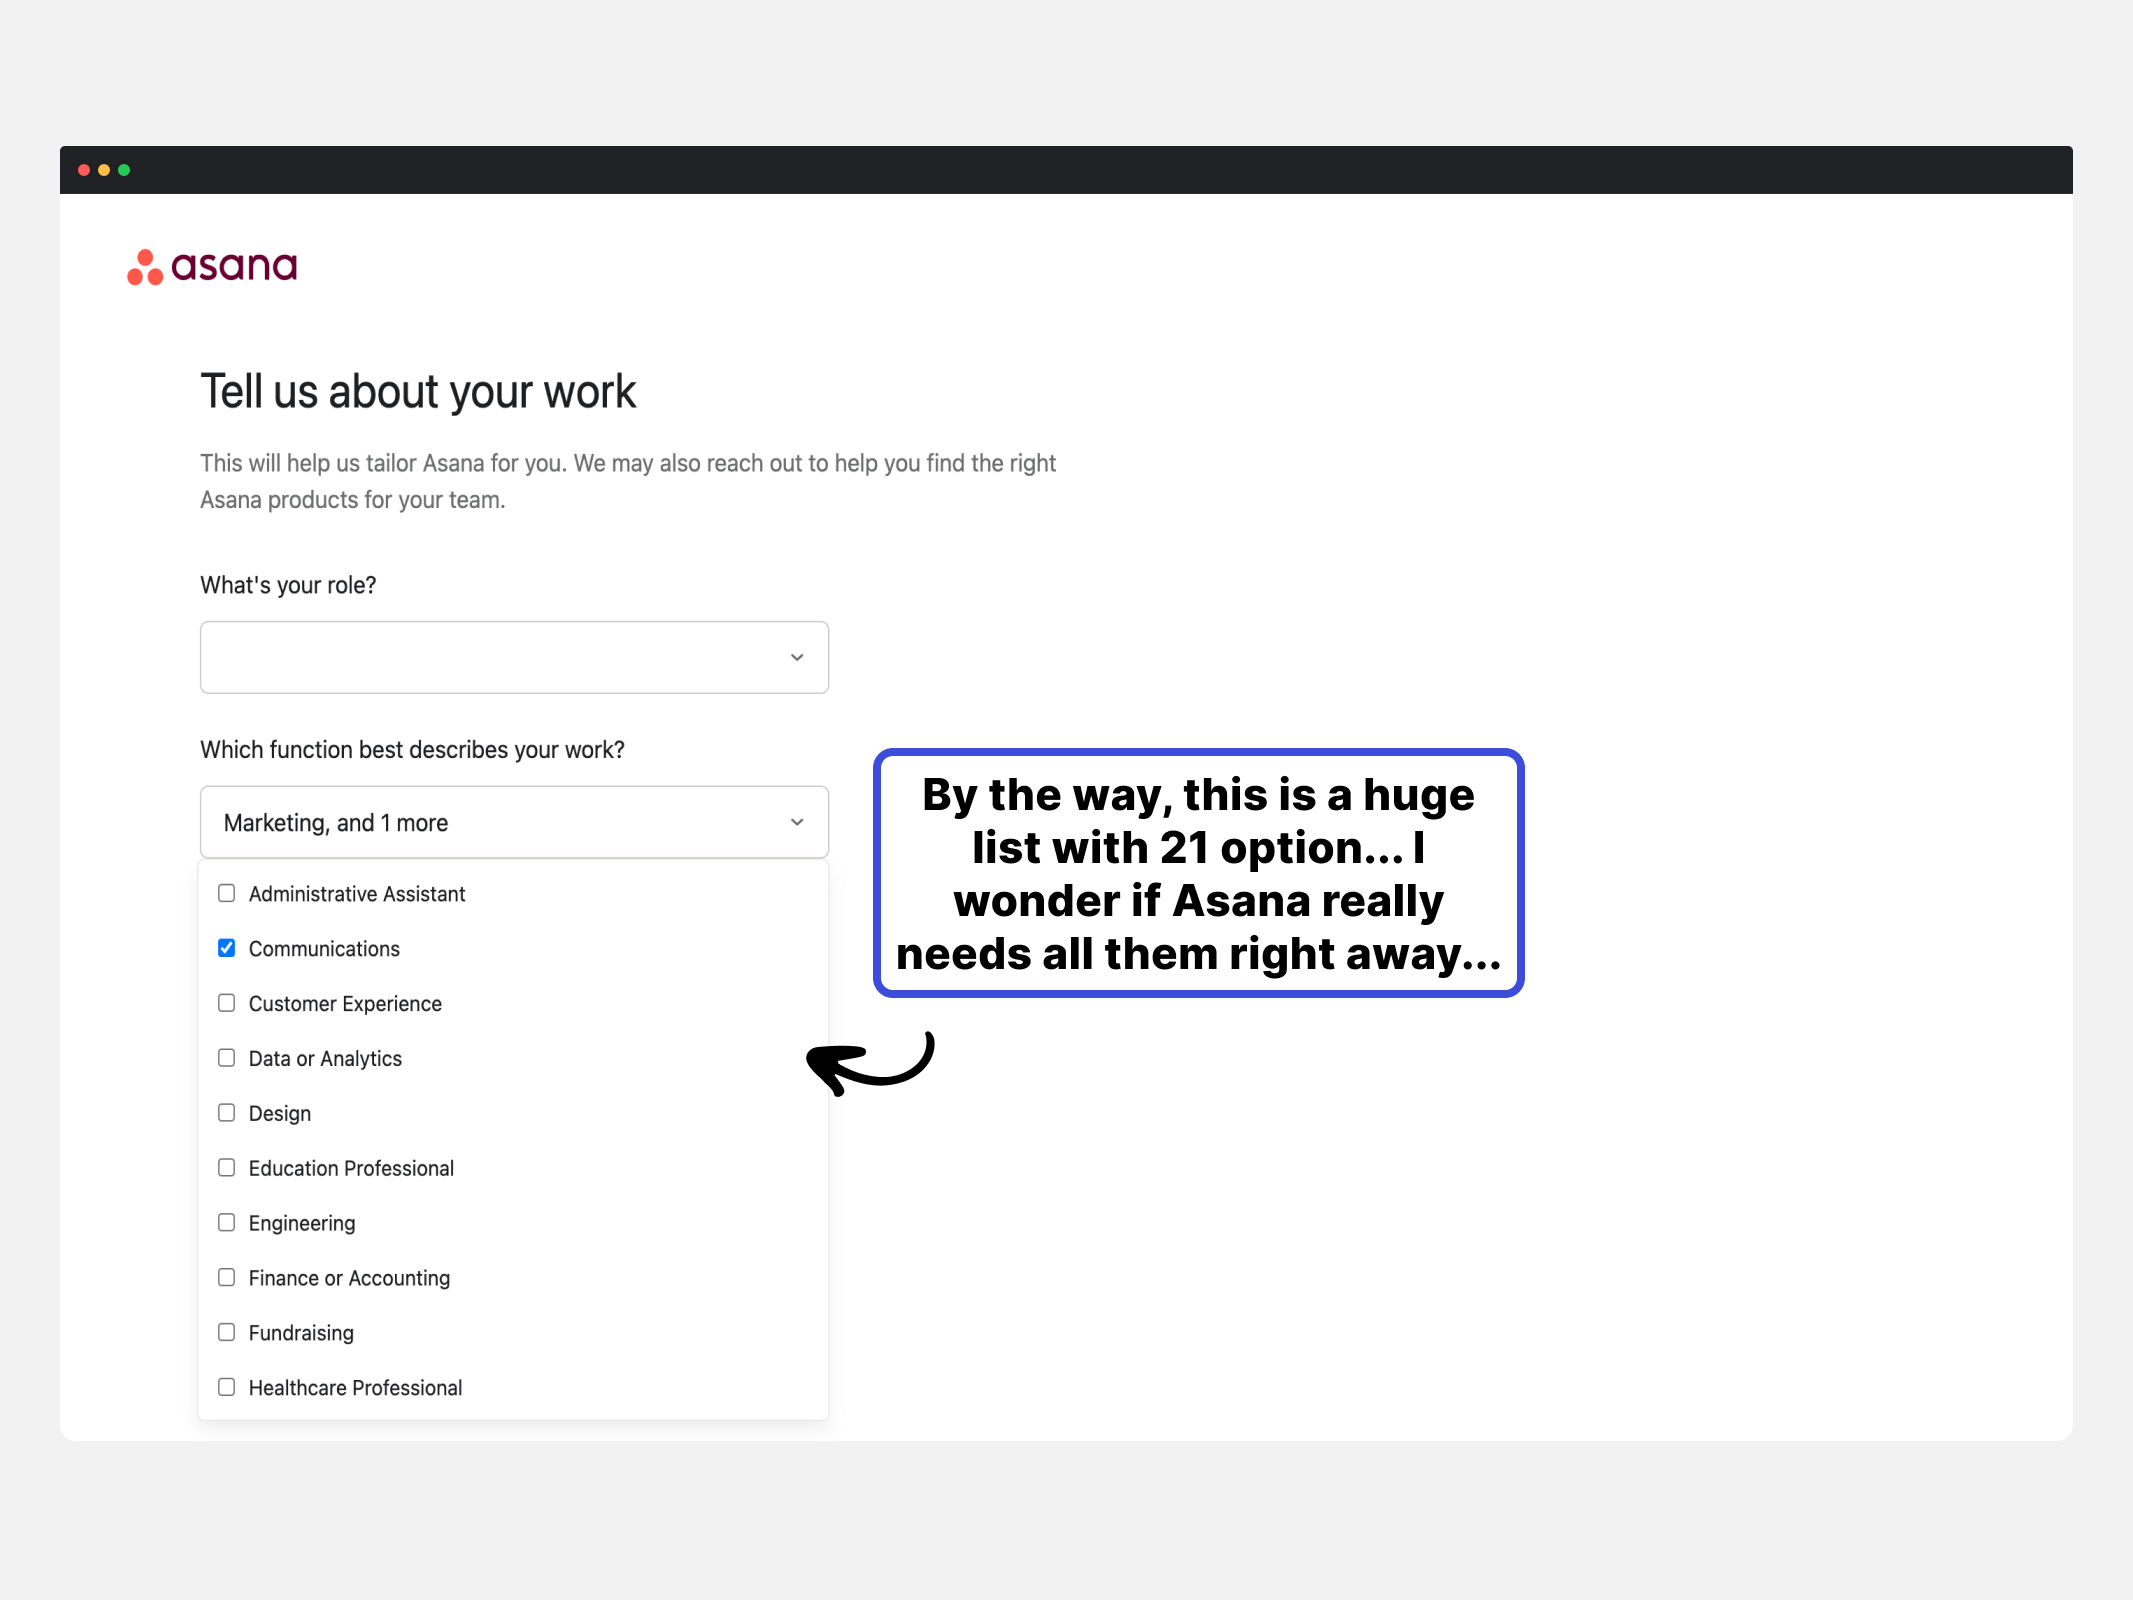 asana
Tell us about your work
This will help us tailor Asana for you. We may also reach out to help you find the right
Asana products for your team.
What's your role?
Which function best describes your work?
Marketing, and 1 more
Administrative Assistant
Communications
Customer Experience
Data or Analytics
Design
Education Professional
Engineering
Finance or Accounting
Fundraising
Healthcare Professional
By the way, this is a huge
list with 21 option... I
wonder if Asana really
needs all them right away...